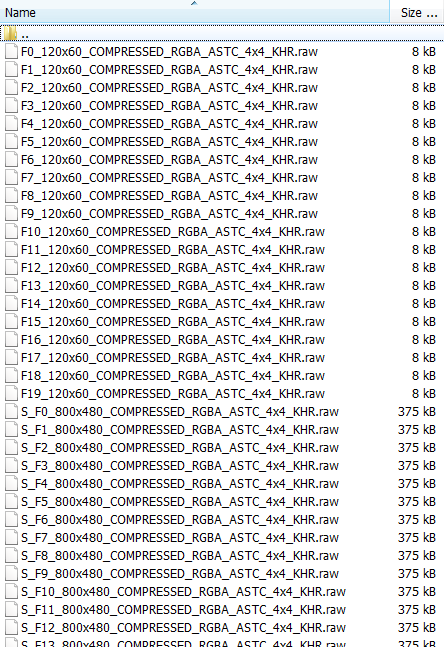 Name Size ...
..
F0_120x60_COMPRESSED_RGBA_ASTC_4x4_KHR.raw 8 kB
F1_120x60_COMPRESSED_RGBA_ASTC_4x4_KHR.raw 8 kB
F2_120x60_COMPRESSED_RGBA_ASTC_4x4_KHR.raw 8 kB
F3_120x60_COMPRESSED_RGBA_ASTC_4x4_KHR.raw 8 kB
F4_120x60_COMPRESSED_RGBA_ASTC_4x4_KHR.raw 8 kB
F5_120x60_COMPRESSED_RGBA_ASTC_4x4_KHR.raw 8 kB
F6_120x60_COMPRESSED_RGBA_ASTC_4x4_KHR.raw 8 kB
F7_120x60_COMPRESSED_RGBA_ASTC_4x4_KHR.raw 8 kB
F8_120x60_COMPRESSED_RGBA_ASTC_4x4_KHR.raw 8 kB
F9_120x60_COMPRESSED_RGBA_ASTC_4x4_KHR.raw 8 kB
F10_120x60_COMPRESSED_RGBA_ASTC_4x4_KHR.raw 8 kB
F11_120x60_COMPRESSED_RGBA_ASTC_4x4_KHR.raw 8 kB
F12_120x60_COMPRESSED_RGBA_ASTC_4x4_KHR.raw 8 kB
F13_120x60_COMPRESSED_RGBA_ASTC_4x4_KHR.raw 8 kB
F14_120x60_COMPRESSED_RGBA_ASTC_4x4_KHR.raw 8 kB
F15_120x60_COMPRESSED_RGBA_ASTC_4x4_KHR.raw 8 kB
F16_120x60_COMPRESSED_RGBA_ASTC_4x4_KHR.raw 8 kB
F17_120x60_COMPRESSED_RGBA_ASTC_4x4_KHR.raw 8 kB
F18_120x60_COMPRESSED_RGBA_ASTC_4x4_KHR.raw 8 kB
F19_120x60_COMPRESSED_RGBA_ASTC_4x4_KHR.raw 8 kB
S_F0_800x480_COMPRESSED_RGBA_ASTC_4x4_KHR.raw 375 kB
S_F1_800x480_COMPRESSED_RGBA_ASTC_4x4_KHR.raw 375 kB
S_F2_800x480_COMPRESSED_RGBA_ASTC_4x4_KHR.raw 375 kB
S_F3_800x480_COMPRESSED_RGBA_ASTC_4x4_KHR.raw 375 kB
S_F4_800x480_COMPRESSED_RGBA_ASTC_4x4_KHR.raw 375 kB
S_F5_800x480_COMPRESSED_RGBA_ASTC_4x4_KHR.raw 375 kB
S_F6_800x480_COMPRESSED_RGBA_ASTC_4x4_KHR.raw 375 kB
S_F7_800x480_COMPRESSED_RGBA_ASTC_4x4_KHR.raw 375 kB
S_F8_800x480_COMPRESSED_RGBA_ASTC_4x4_KHR.raw 375 kB
S_F9_800x480_COMPRESSED_RGBA_ASTC_4x4_KHR.raw 375 kB
S_F10_800x480_COMPRESSED_RGBA_ASTC_4x4_KHR.raw 375 kB
S_F11_800x480_COMPRESSED_RGBA_ASTC_4x4_KHR.raw 375 kB
S_F12_800x480_COMPRESSED_RGBA_ASTC_4x4_KHR.raw 375 kB
S_F13_800x480_COMPRESSED_RGBA_ASTC_4x4_KHR.raw 375 kB